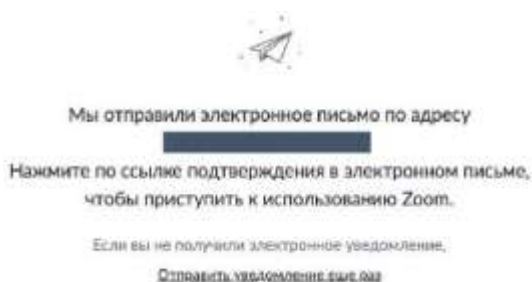 Мы отправили электронное письмо по адресу
Нажмите по ссылке подтверждения в электронном письме,
чтобы приступить к использованию Zoom.
Если вы не получили электронное уведомление,
Отправить уведомление еще раз